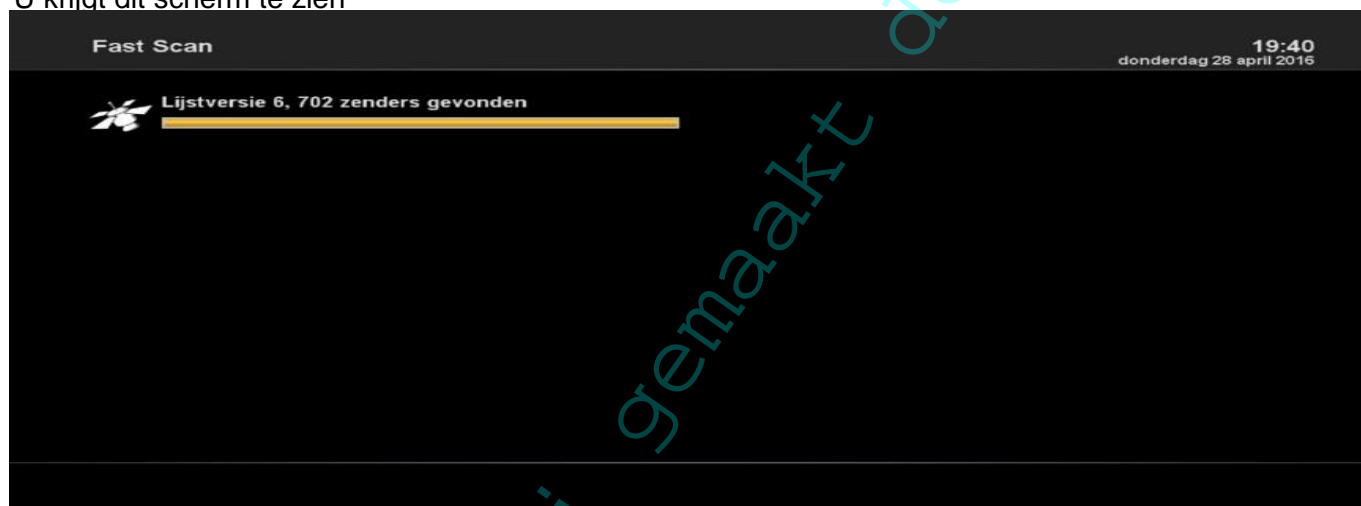 U krijgt dit scherm te zien
Fast Scan
19:40
donderdag 28 april 2016
Lijstversie 6, 702 zenders gevonden
gemaakt